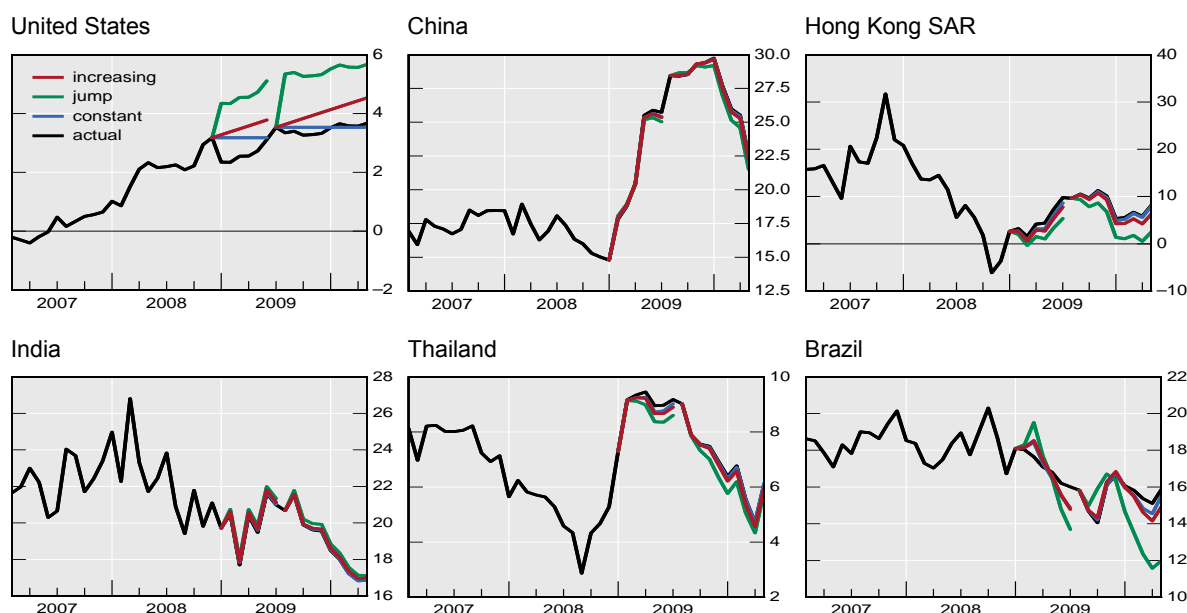 United States
China
Hong Kong SAR
increasing
jump
constant
actual
6
4
2
0
–2
30.0
27.5
25.0
22.5
20.0
17.5
15.0
12.5
40
30
20
10
0
–10
2007 2008 2009
2007 2008 2009
2007 2008 2009
India
Thailand
Brazil
28
26
24
22
20
18
16
10
8
6
4
2
22
20
18
16
14
12
10
2007 2008 2009
2007 2008 2009
2007 2008 2009